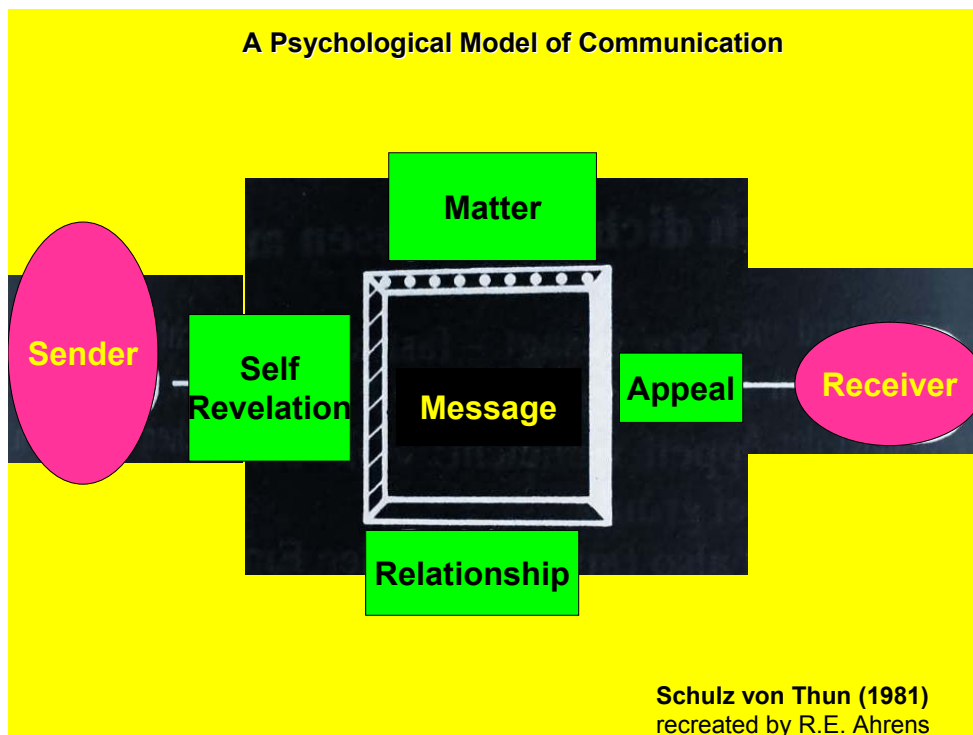 A Psychological Model of Communication
Matter
Sender
Self
Revelation
Message
Appeal
Receiver
Relationship
Schulz von Thun (1981)
recreated by R.E. Ahrens